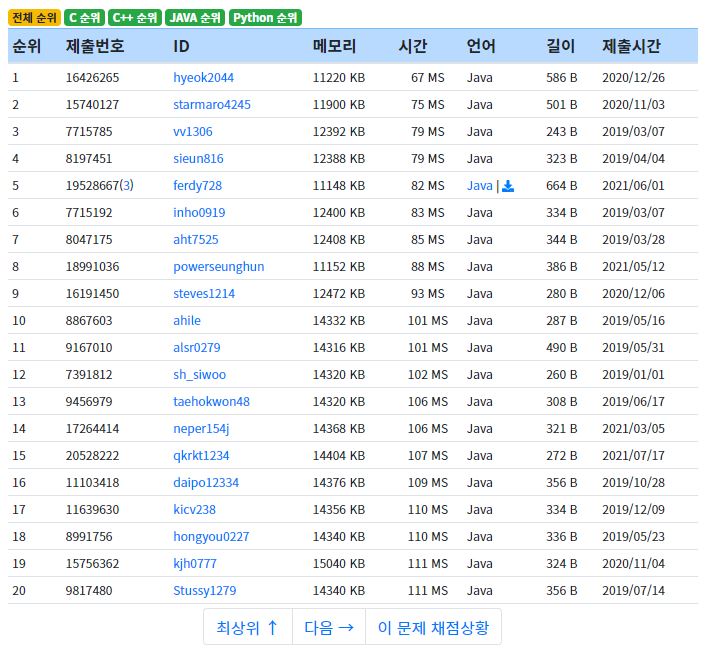 전체 순위 C 순위 C++ 순위 JAVA 순위 Python 순위
순위 제출번호 ID 메모리 시간 언어 길이 제출시간
1 16426265 hyeok2044 11220 KB 67 MS Java 586 B 2020/12/26
2 15740127 starmaro4245 11900 KB 75 MS Java 501 B 2020/11/03
3 7715785 vv1306 12392 KB 79 MS Java 243 B 2019/03/07
4 8197451 sieun816 12388 KB 79 MS Java 323 B 2019/04/04
5 19528667(3) ferdy728 11148 KB 82 MS Java | 664 B 2021/06/01
6 7715192 inho0919 12400 KB 83 MS Java 334 B 2019/03/07
7 8047175 aht7525 12408 KB 85 MS Java 344 B 2019/03/28
8 18991036 powerseunghun 11152 KB 88 MS Java 386 B 2021/05/12
9 16191450 steves1214 12472 KB 93 MS Java 280 B 2020/12/06
10 8867603 ahile 14332 KB 101 MS Java 287 B 2019/05/16
11 9167010 alsr0279 14316 KB 101 MS Java 490 B 2019/05/31
12 7391812 sh_siwoo 14320 KB 102 MS Java 260 B 2019/01/01
13 9456979 taehokwon48 14320 KB 106 MS Java 308 B 2019/06/17
14 17264414 neper154j 14368 KB 106 MS Java 321 B 2021/03/05
15 20528222 qkrkt1234 14404 KB 107 MS Java 272 B 2021/07/17
16 11103418 daipo12334 14376 KB 109 MS Java 356 B 2019/10/28
17 11639630 kicv238 14356 KB 110 MS Java 334 B 2019/12/09
18 8991756 hongyou0227 14340 KB 110 MS Java 336 B 2019/05/23
19 15756362 kjh0777 15040 KB 111 MS Java 324 B 2020/11/04
20 9817480 Stussy1279 14340 KB 111 MS Java 356 B 2019/07/14
최상위 ↑ 다음 → 이 문제 채점상황